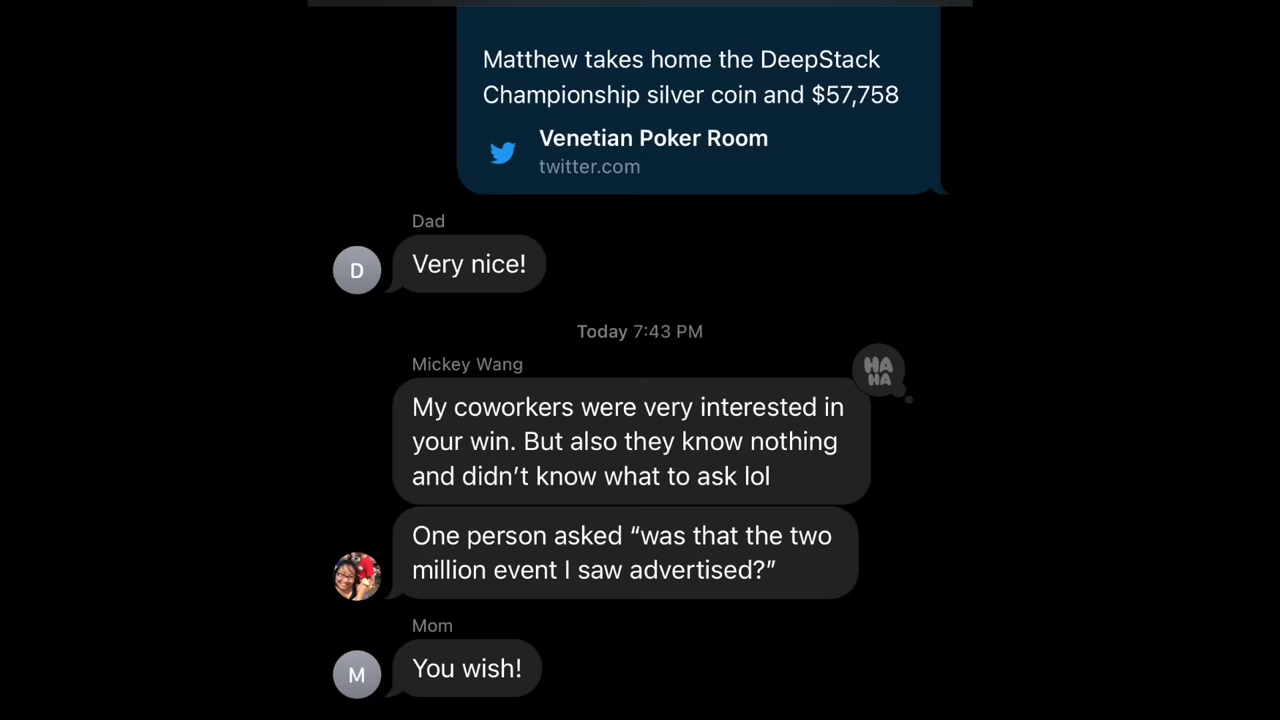 Matthew takes home the DeepStack
Championship silver coin and $57,758
Venetian Poker Room
twitter.com
Dad
D
Very nice!
Today 7:43 PM
Mickey Wang
HA
HA
My coworkers were very interested in
your win. But also they know nothing
and didn’t know what to ask lol
One person asked “was that the two
million event I saw advertised?”
Mom
M
You wish!